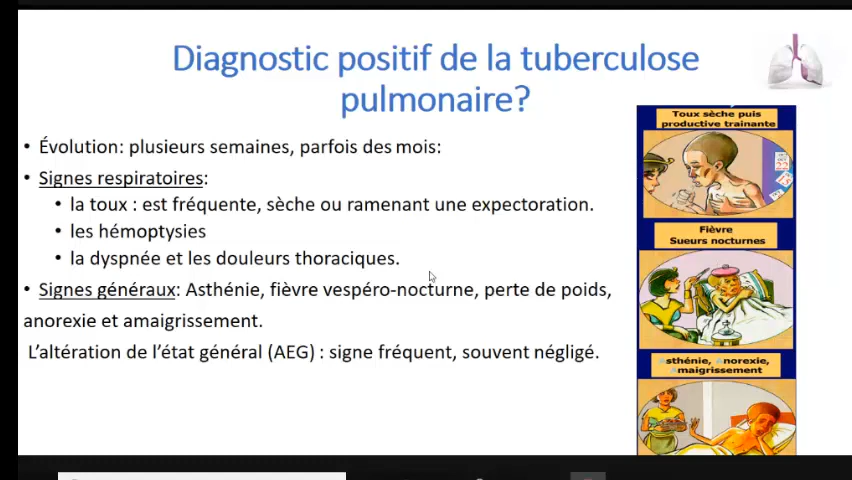 Diagnostic positif de la tuberculose
pulmonaire?
• Évolution: plusieurs semaines, parfois des mois:
• Signes respiratoires:
• la toux : est fréquente, sèche ou ramenant une expectoration.
• les hémoptysies
• la dyspnée et les douleurs thoraciques.
• Signes généraux: Asthénie, fièvre vespéro-nocturne, perte de poids,
anorexie et amaigrissement.
L’altération de l’état général (AEG) : signe fréquent, souvent négligé.
Toux sèche puis
productive trainante
Fièvre
Sueurs nocturnes
Asthénie, Anorexie,
Amaigrissement